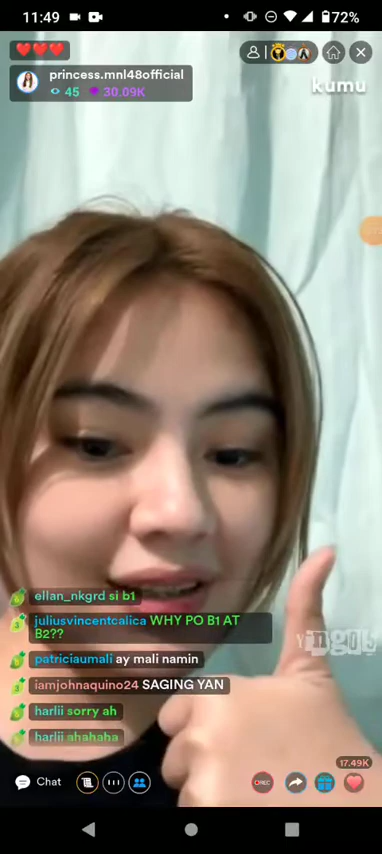 11:49
72%
❤❤❤
princess.mnl48official
45 30.09K
kumu
ellan_nkgrd si b1
juliusvincentcalica WHY PO B1 AT
B2??
patriciaumali ay mali namin
iamjohnaquino24 SAGING YAN
harlii sorry ah
harlii ahahaha
17.49K
Chat
REC